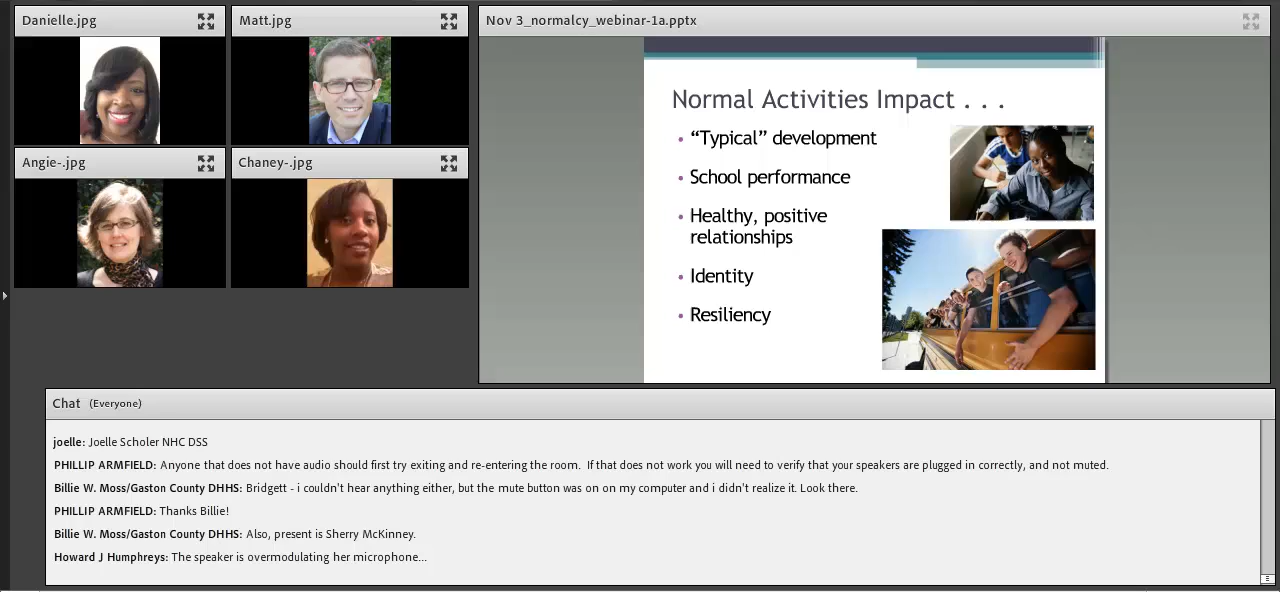 Danielle.jpg
Matt.jpg
Nov 3_normalcy_webinar-1a.pptx
Angie-.jpg
Chaney-.jpg
Normal Activities Impact . . .
• “Typical” development
• School performance
• Healthy, positive
relationships
• Identity
• Resiliency
Chat (Everyone)
joelle: Joelle Scholer NHC DSS
PHILLIP ARMFIELD: Anyone that does not have audio should first try exiting and re-entering the room.  If that does not work you will need to verify that your speakers are plugged in correctly, and not muted.
Billie W. Moss/Gaston County DHHS: Bridgett - i couldn't hear anything either, but the mute button was on on my computer and i didn't realize it. Look there.
PHILLIP ARMFIELD: Thanks Billie!
Billie W. Moss/Gaston County DHHS: Also, present is Sherry McKinney.
Howard J Humphreys: The speaker is overmodulating her microphone...